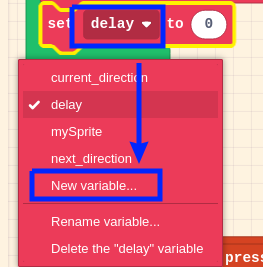 set delay to 0
current_direction
delay
mySprite
next_direction
New variable...
Rename variable...
Delete the "delay" variable
press